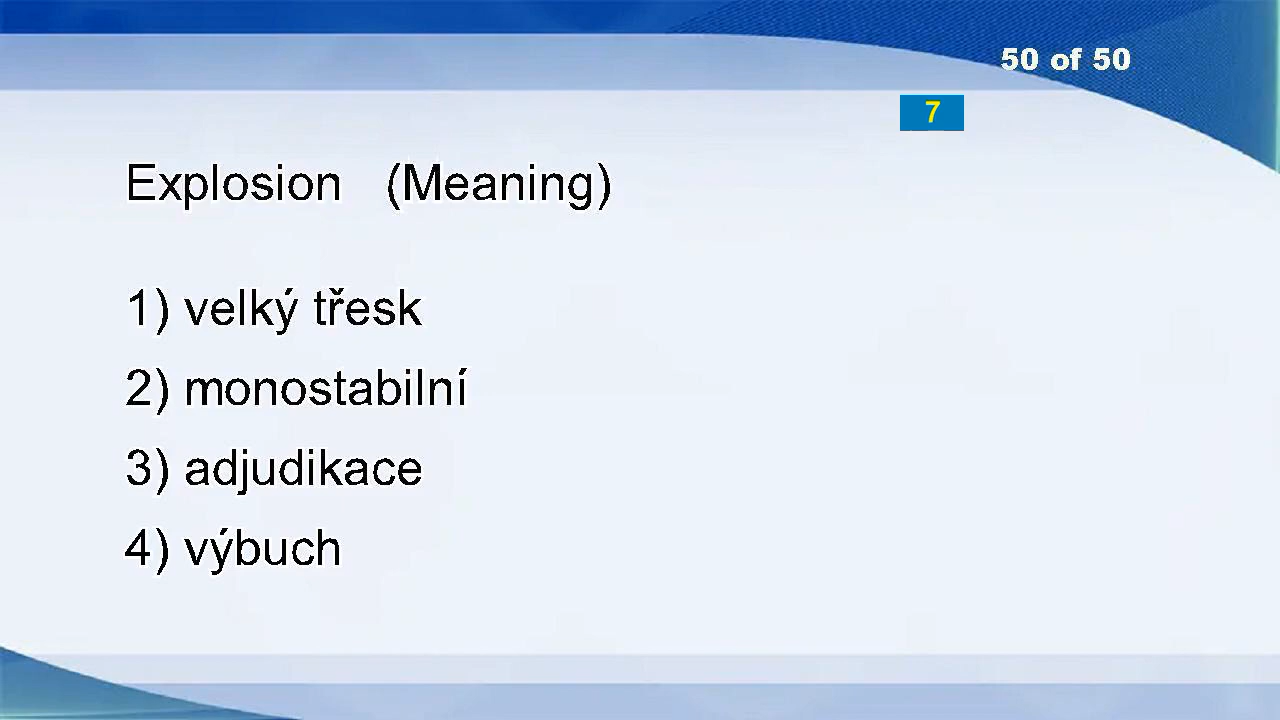 50 of 50
7
Explosion (Meaning)
1) velký třesk
2) monostabilní
3) adjudikace
4) výbuch